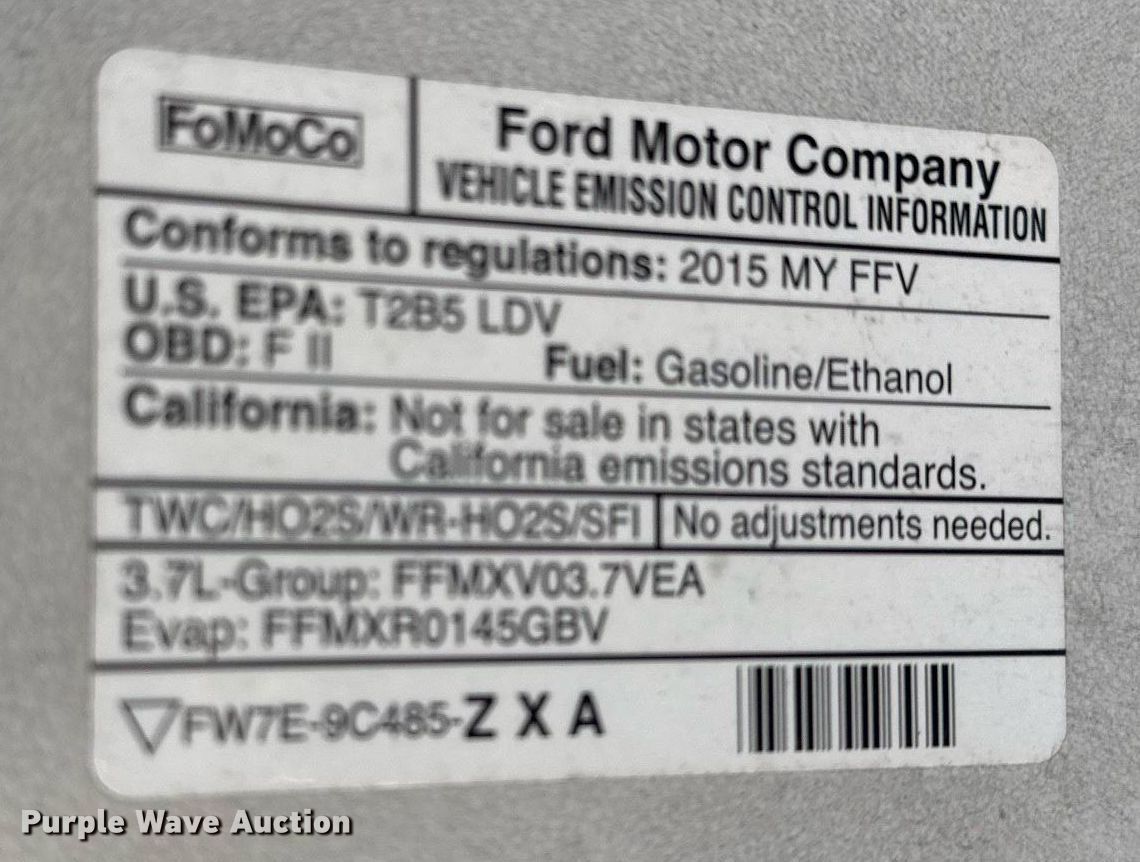 FoMoCo
Ford Motor Company
VEHICLE EMISSION CONTROL INFORMATION
Conforms to regulations: 2015 MY FFV
U.S. EPA: T2B5 LDV
OBD: F II Fuel: Gasoline/Ethanol
California: Not for sale in states with
California emissions standards.
TWC/HO2S/WR-HO2S/SFI No adjustments needed.
3.7L-Group: FFMXV03.7VEA
Evap: FFMXR0145GBV
FW7E-9C485-Z X A
Purple Wave Auction